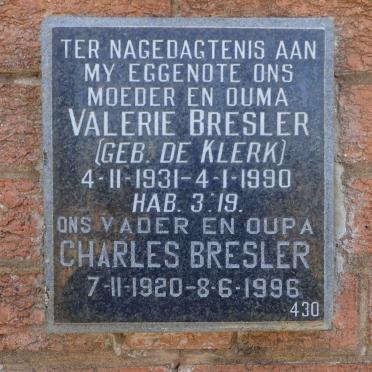 TER NAGEDAGTENIS AAN
MY EGGENOTE ONS
MOEDER EN OUMA
VALERIE BRESLER
(GEB. DE KLERK)
4-11-1931-4-1-1990
HAB. 3:19.
ONS VADER EN OUPA
CHARLES BRESLER
7-11-1920-8-6-1996
430